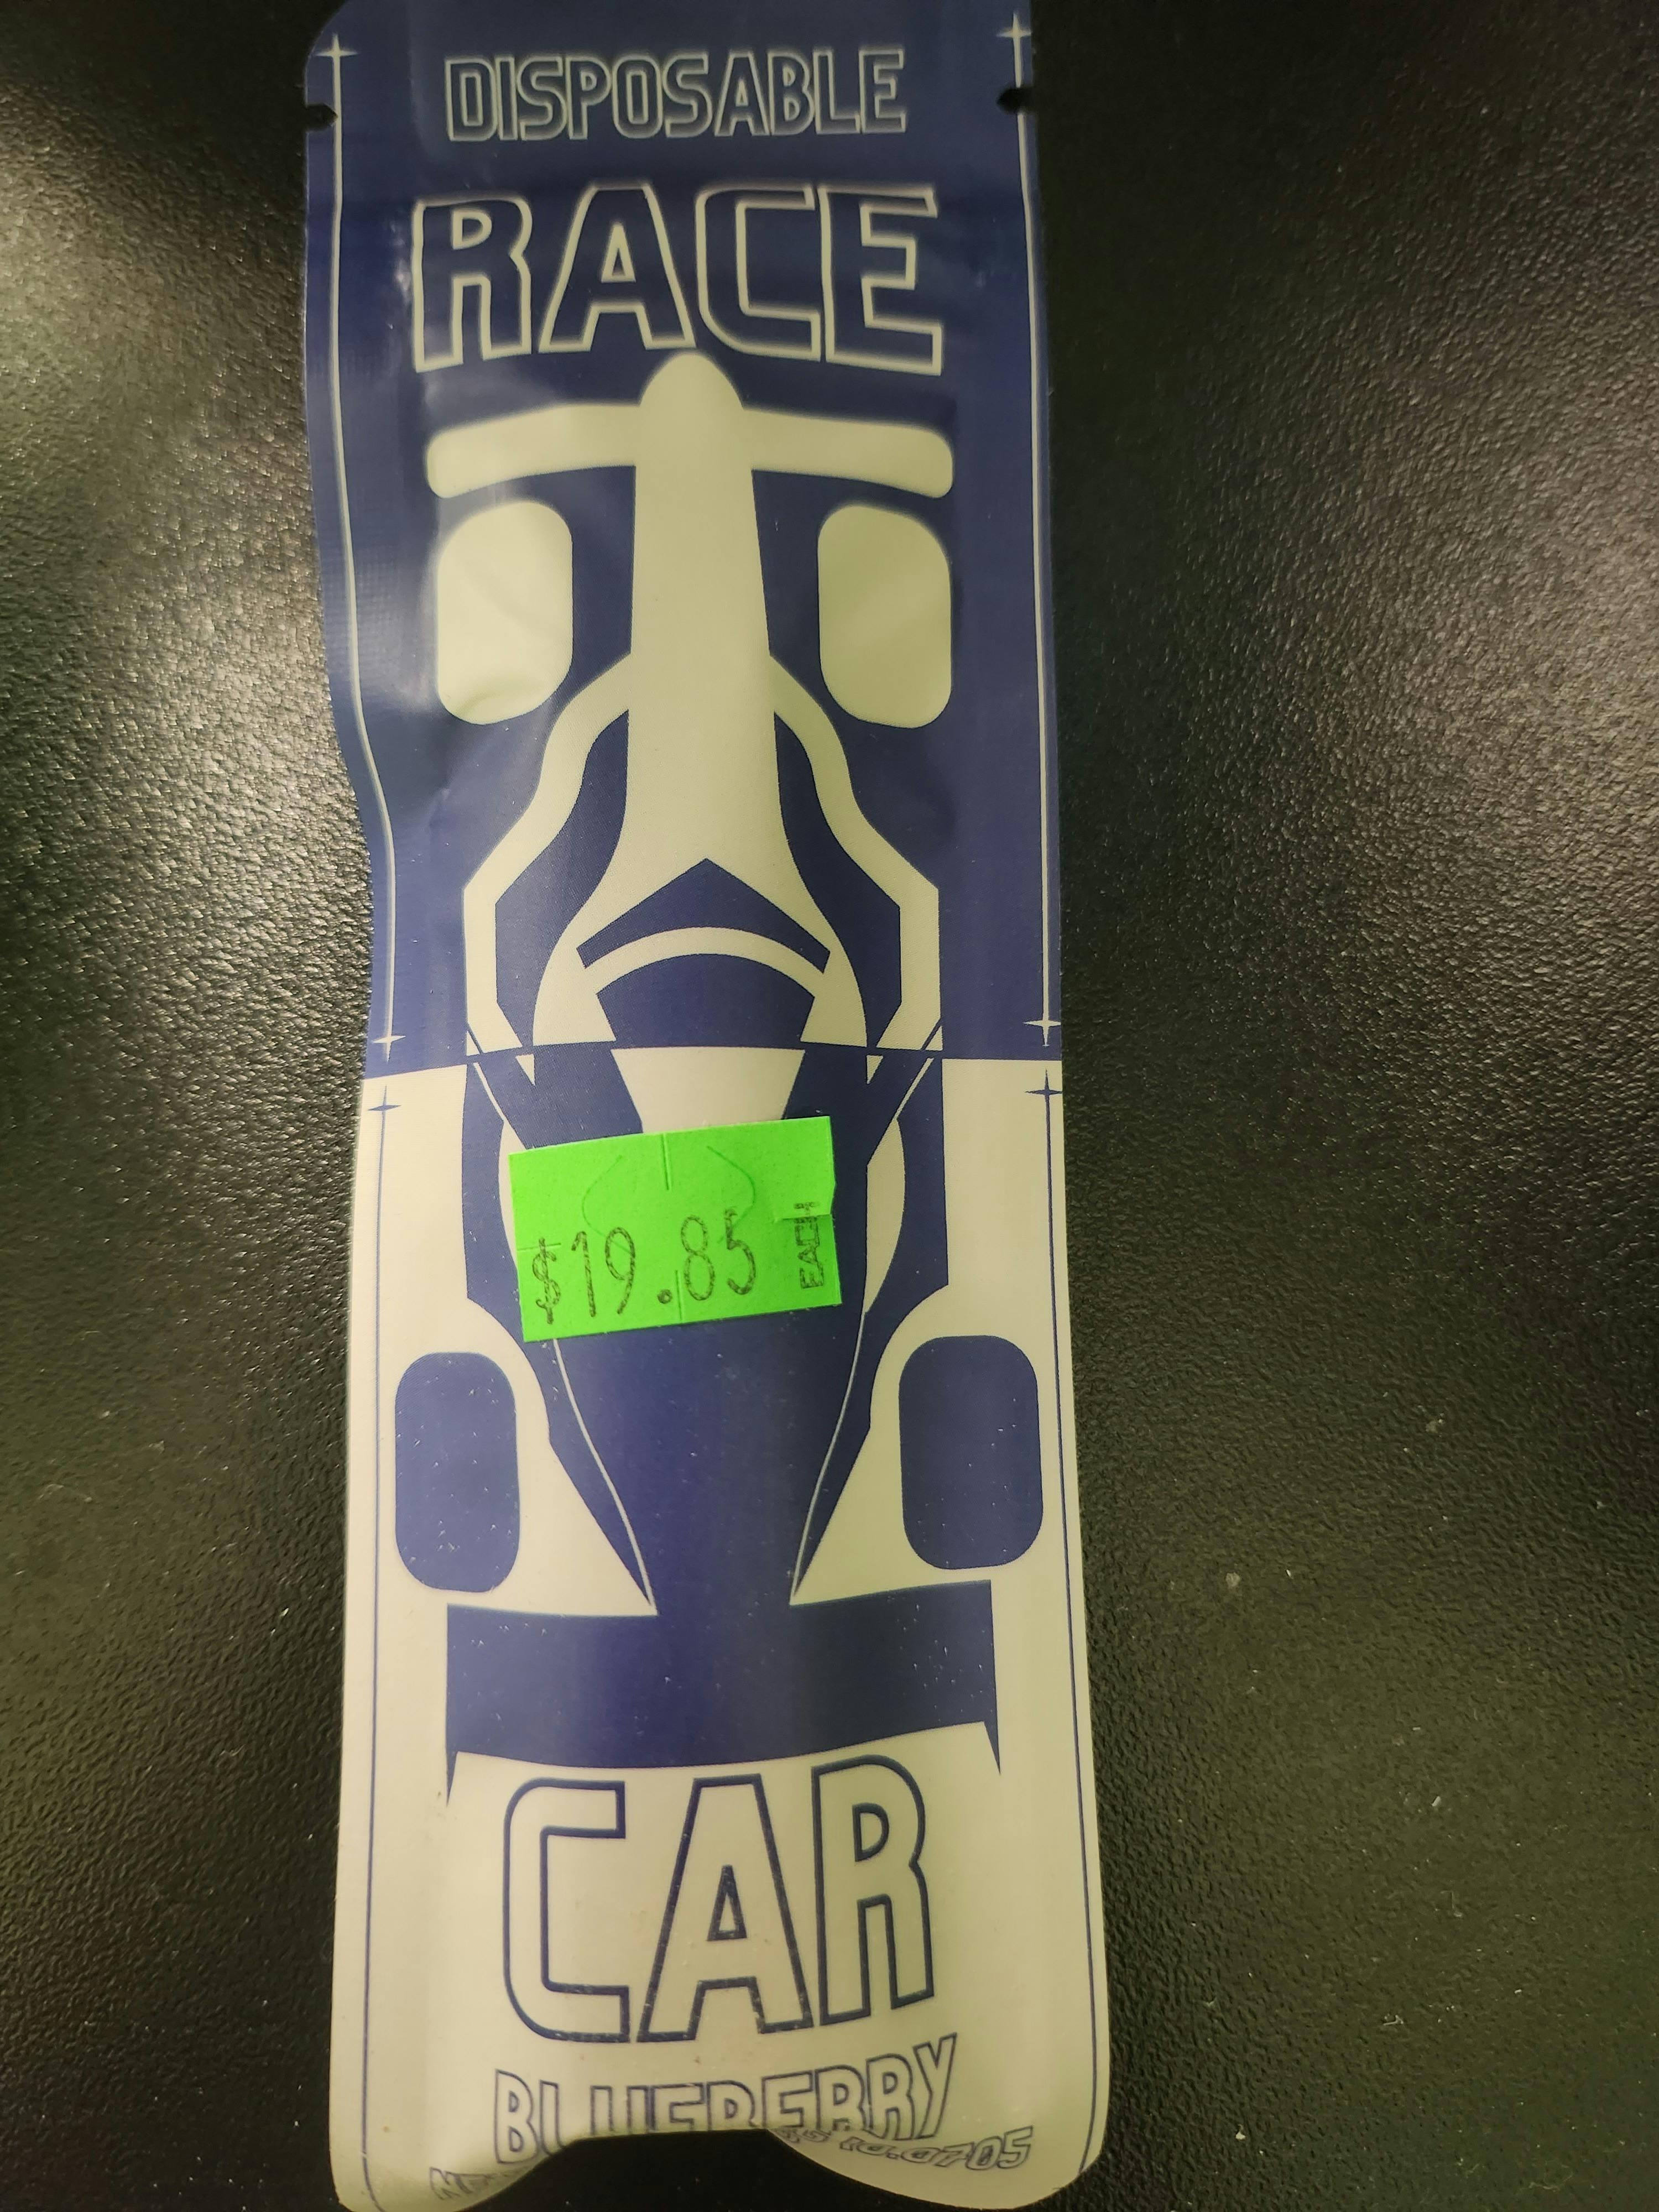 DISPOSABLE
RACE
$19.85 EACH
CAR
BLUEBERRY